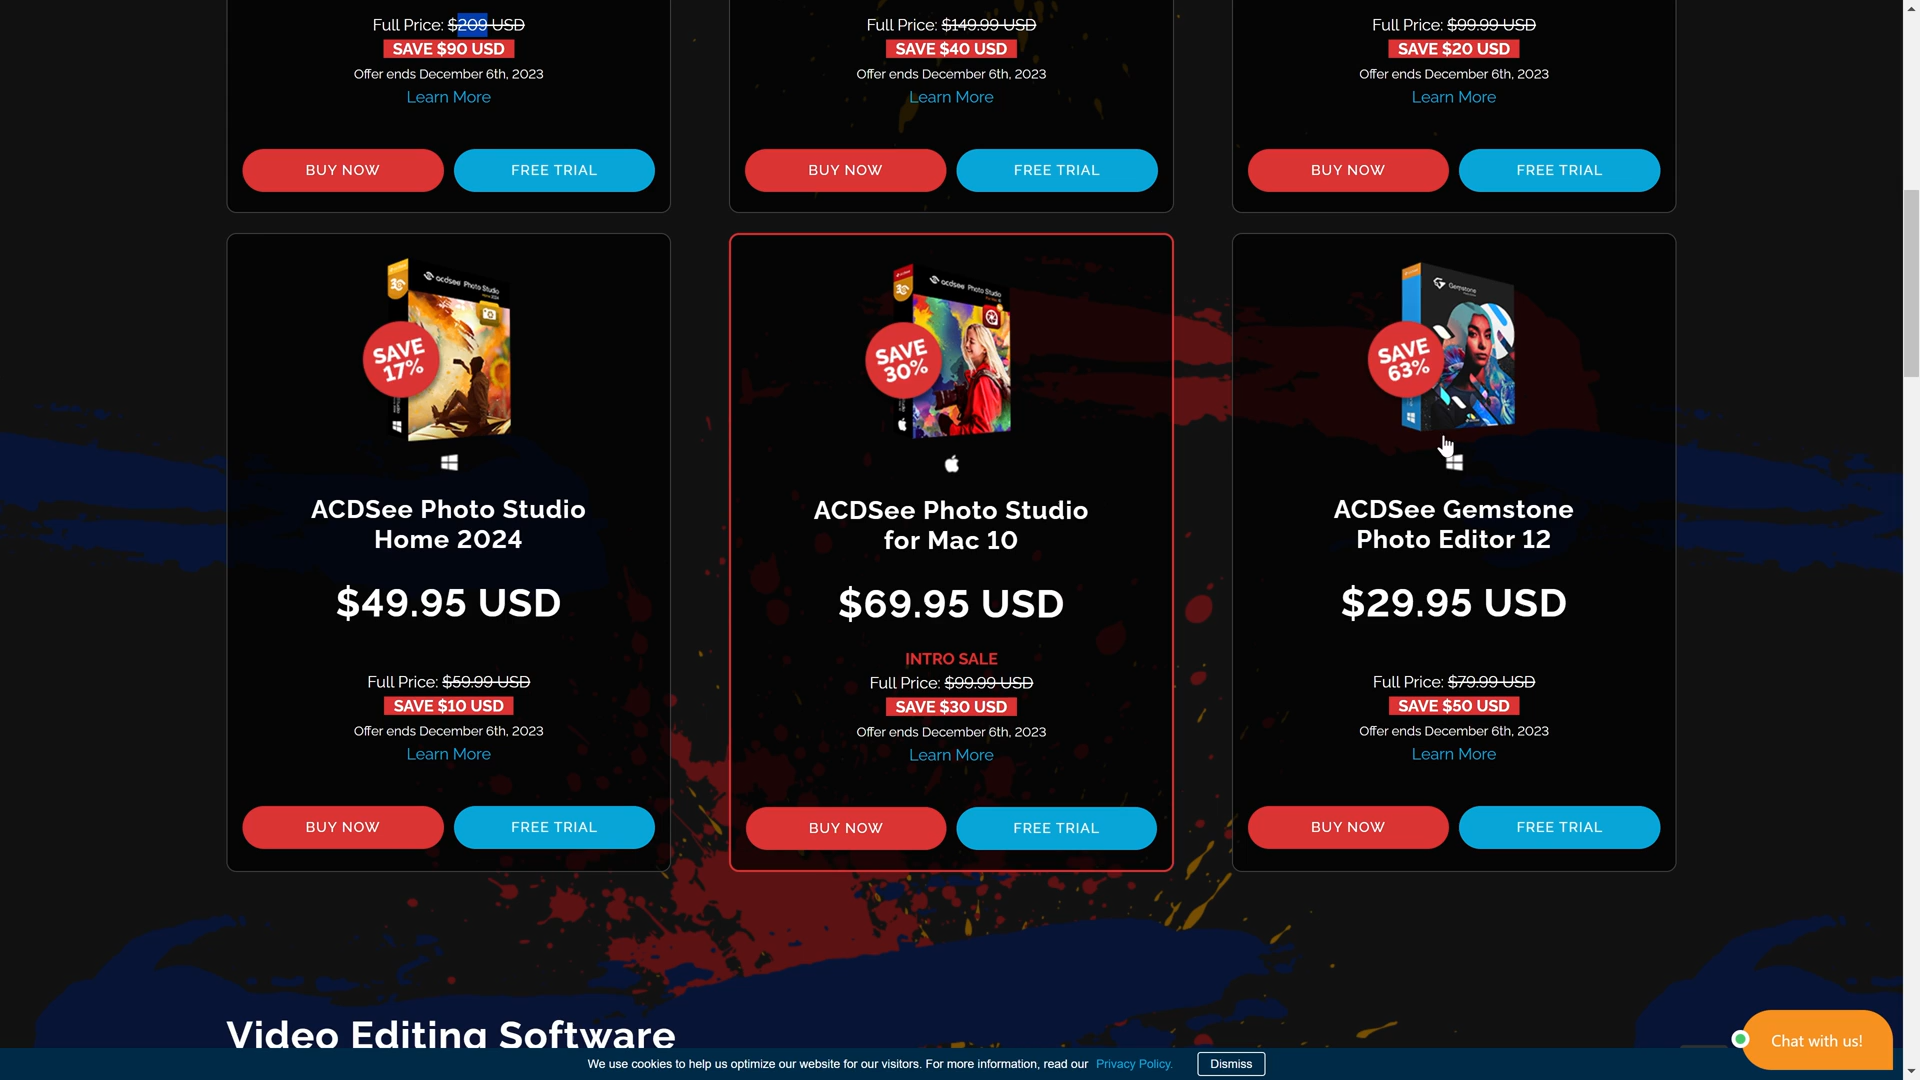 Full Price: $209 USD
SAVE $90 USD
Offer ends December 6th, 2023
Learn More
BUY NOW
FREE TRIAL
Full Price: $149.99 USD
SAVE $40 USD
Offer ends December 6th, 2023
Learn More
BUY NOW
FREE TRIAL
Full Price: $99.99 USD
SAVE $20 USD
Offer ends December 6th, 2023
Learn More
BUY NOW
FREE TRIAL
acdsee Photo Studio
SAVE
17%
ACDSee Photo Studio
Home 2024
$49.95 USD
Full Price: $59.99 USD
SAVE $10 USD
Offer ends December 6th, 2023
Learn More
BUY NOW
FREE TRIAL
acdsee Photo Studio
SAVE
30%
ACDSee Photo Studio
for Mac 10
$69.95 USD
INTRO SALE
Full Price: $99.99 USD
SAVE $30 USD
Offer ends December 6th, 2023
Learn More
BUY NOW
FREE TRIAL
Gemstone
SAVE
63%
ACDSee Gemstone
Photo Editor 12
$29.95 USD
Full Price: $79.99 USD
SAVE $50 USD
Offer ends December 6th, 2023
Learn More
BUY NOW
FREE TRIAL
Video Editing Software
We use cookies to help us optimize our website for our visitors. For more information, read our Privacy Policy.
Dismiss
Chat with us!